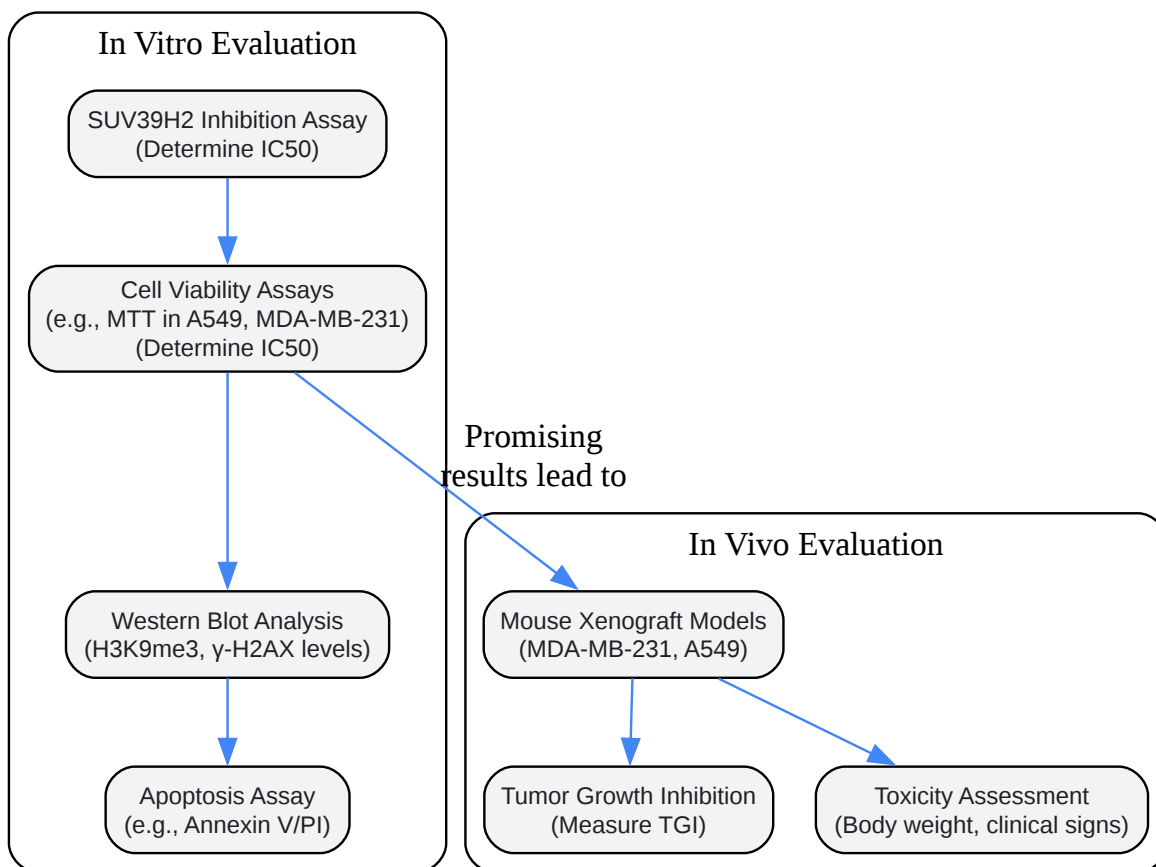 In Vitro Evaluation
SUV39H2 Inhibition Assay
(Determine IC50)
Cell Viability Assays
(e.g., MTT in A549, MDA-MB-231)
(Determine IC50)
Promising
results lead to
In Vivo Evaluation
Western Blot Analysis
(H3K9me3, γ-H2AX levels)
Mouse Xenograft Models
(MDA-MB-231, A549)
Apoptosis Assay
(e.g., Annexin V/PI)
Tumor Growth Inhibition
(Measure TGI)
Toxicity Assessment
(Body weight, clinical signs)